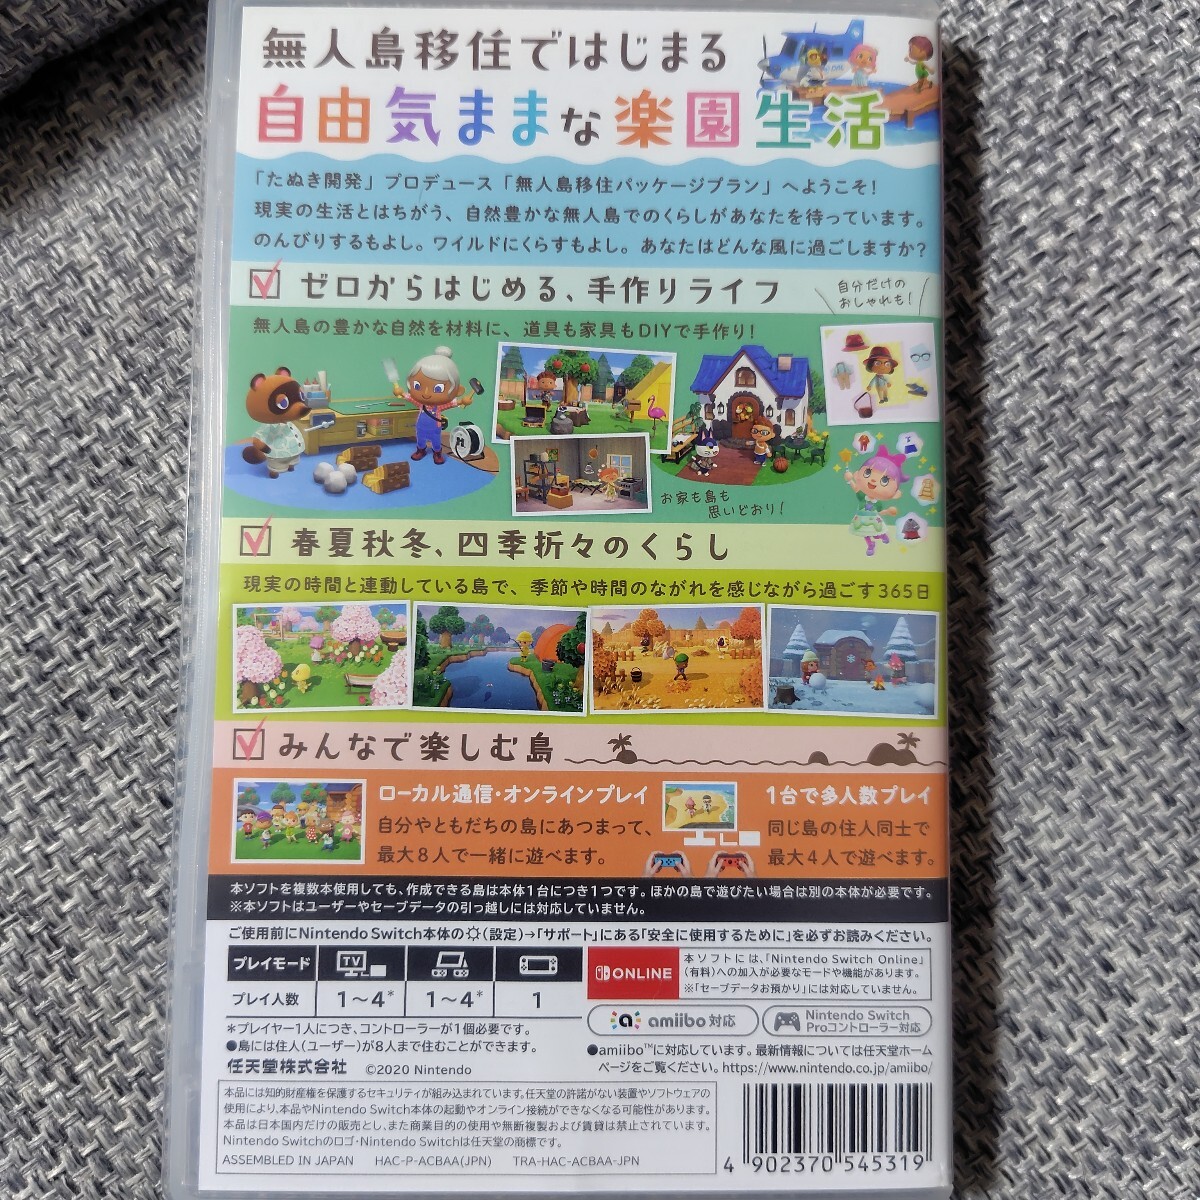 無人島移住ではじまる
自由気ままな楽園生活
「たぬき開発」プロデュース「無人島移住パッケージプラン」へようこそ!
現実の生活とはちがう、自然豊かな無人島でのくらしがあなたを待っています。
のんびりするもよし。ワイルドにくらすもよし。あなたはどんな風に過ごしますか?
ゼロからはじめる、手作りライフ
自分だけの
おしゃれも!
無人島の豊かな自然を材料に、道具も家具もDIYで手作り!
お家も島も
思いどおり!
春夏秋冬、四季折々のくらし
現実の時間と連動している島で、季節や時間のながれを感じながら過ごす365日
みんなで楽しむ島
ローカル通信・オンラインプレイ
自分やともだちの島にあつまって、
最大8人で一緒に遊べます。
1台で多人数プレイ
同じ島の住人同士で
最大4人で遊べます。
本ソフトを複数本使用しても、作成できる島は本体1台につき1つです。ほかの島で遊びたい場合は別の本体が必要です。
※本ソフトはユーザーやセーブデータの引っ越しには対応していません。
ご使用前にNintendo Switch本体の(設定)→「サポート」にある「安全に使用するために」を必ずお読みください。
プレイモード TV
プレイ人数 1~4* 1~4* 1
*プレイヤー1人につき、コントローラーが1個必要です。
●島には住人(ユーザー)が8人まで住むことができます。
任天堂株式会社 ©2020 Nintendo
ONLINE
本ソフトには、「Nintendo Switch Online」
(有料)への加入が必要なモードや機能があります。
※「セーブデータお預かり」には対応していません。
amiibo 対応
Nintendo Switch
Proコントローラー対応
●amiibo™に対応しています。最新情報については任天堂ホーム
ページをご覧ください。https://www.nintendo.co.jp/amiibo/
本品には知的財産権を保護するセキュリティが組み込まれています。任天堂の許諾がない装置やソフトウェアの
使用により、本品やNintendo Switch本体の起動やオンライン接続ができなくなる可能性があります。
本品は日本国内だけの販売とし、また商業目的の使用や無断複製および賃貸は禁止されています。
Nintendo Switchのロゴ・Nintendo Switchは任天堂の商標です。
ASSEMBLED IN JAPAN HAC-P-ACBAA(JPN) TRA-HAC-ACBAA-JPN
4 902370 545319